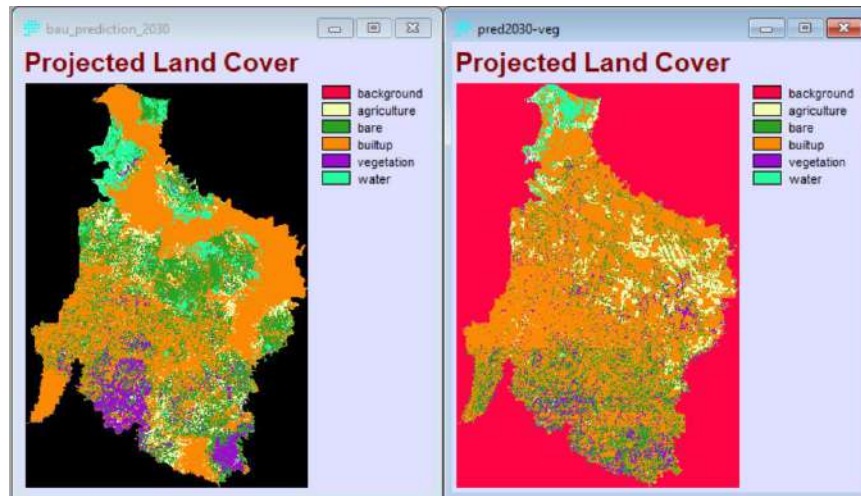 bau_prediction_2030
Projected Land Cover
background
agriculture
bare
builtup
vegetation
water
pred2030-veg
Projected Land Cover
background
agriculture
bare
builtup
vegetation
water